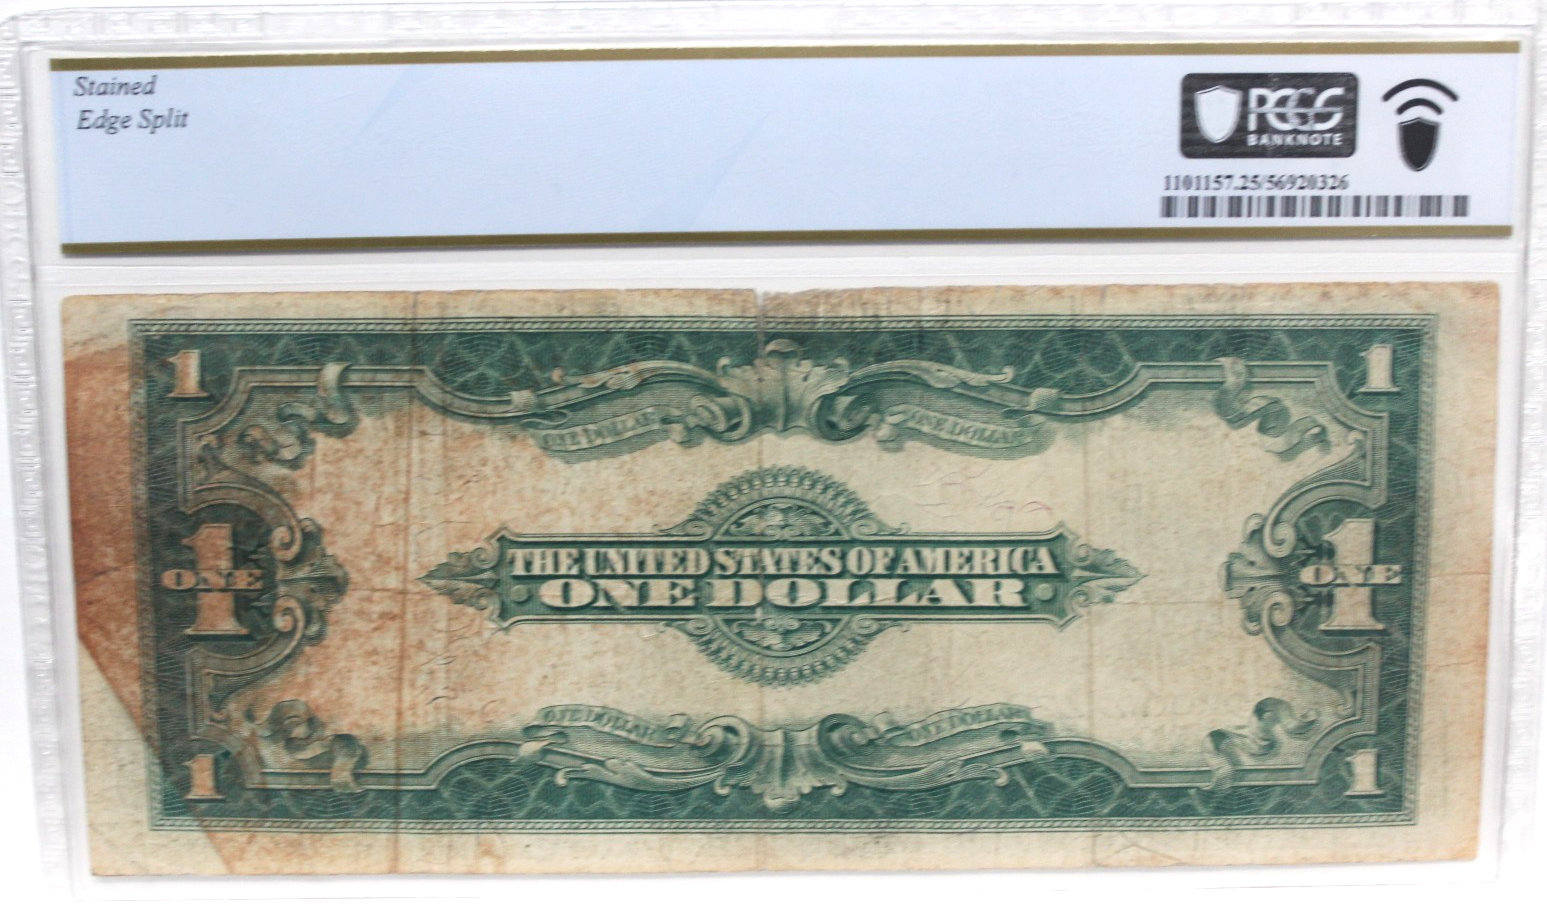 Stained
Edge Split
PCGS
BANKNOTE
1101157.25/56920326
1 1
ONE DOLLAR ONE DOLLAR
THE UNITED STATES OF AMERICA
ONE DOLLAR
1 ONE 1 ONE
ONE DOLLAR ONE DOLLAR
1 1